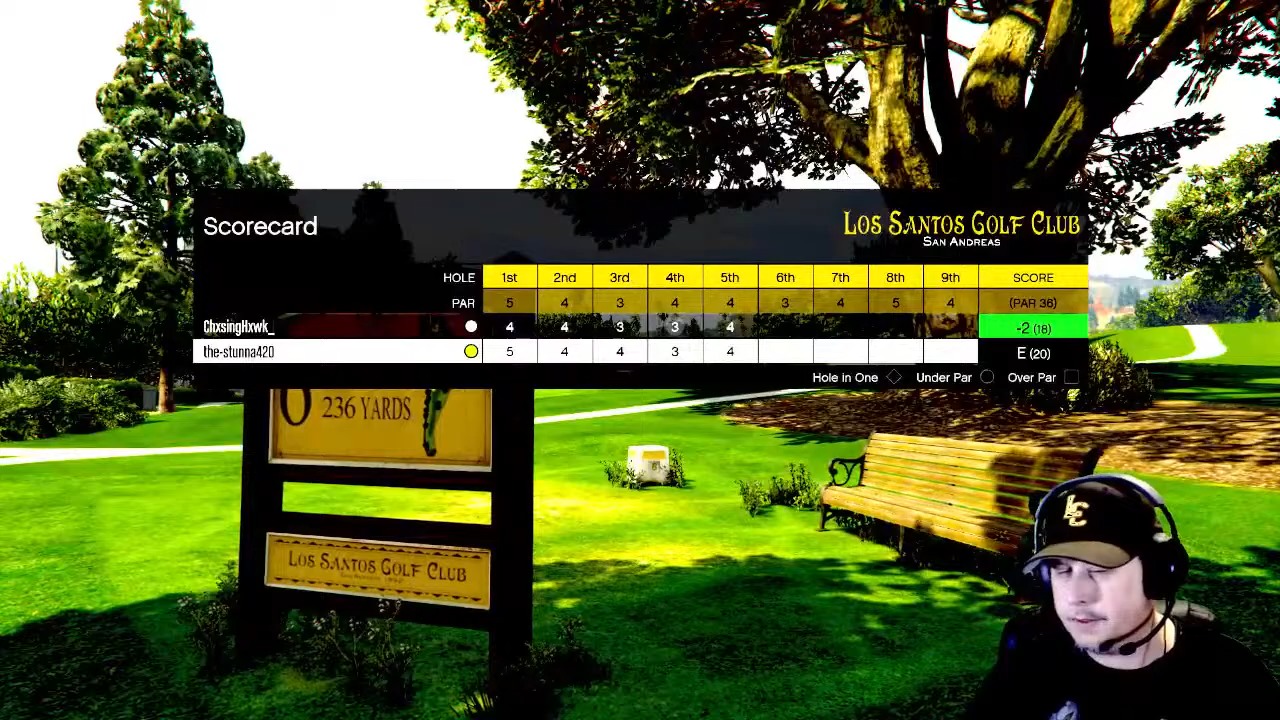 Scorecard
LOS SANTOS GOLF CLUB
SAN ANDREAS
HOLE 1st 2nd 3rd 4th 5th 6th 7th 8th 9th SCORE
PAR 5 4 3 4 4 3 4 5 4 (PAR 36)
ChxsingHxwk_ 4 4 3 3 4 -2 (18)
the-stunna420 5 4 4 3 4 E (20)
Hole in One Under Par Over Par
236 YARDS
LOS SANTOS GOLF CLUB